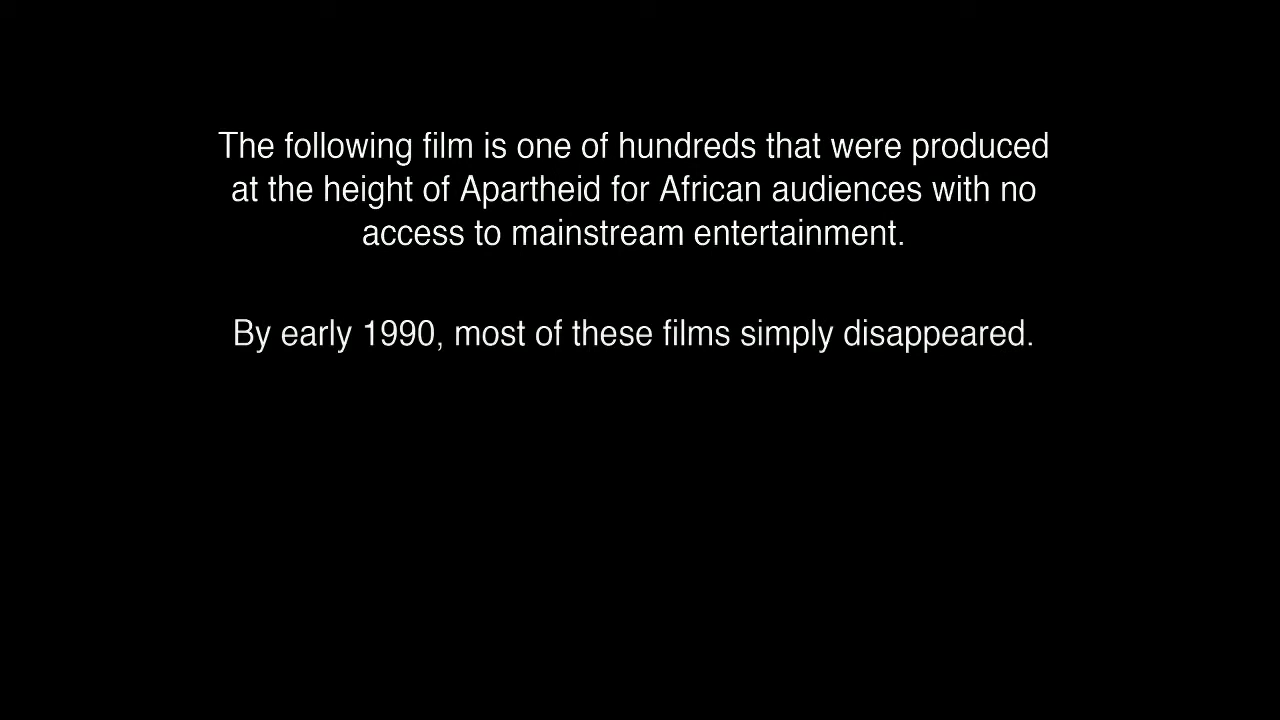 The following film is one of hundreds that were produced
at the height of Apartheid for African audiences with no
access to mainstream entertainment.
By early 1990, most of these films simply disappeared.